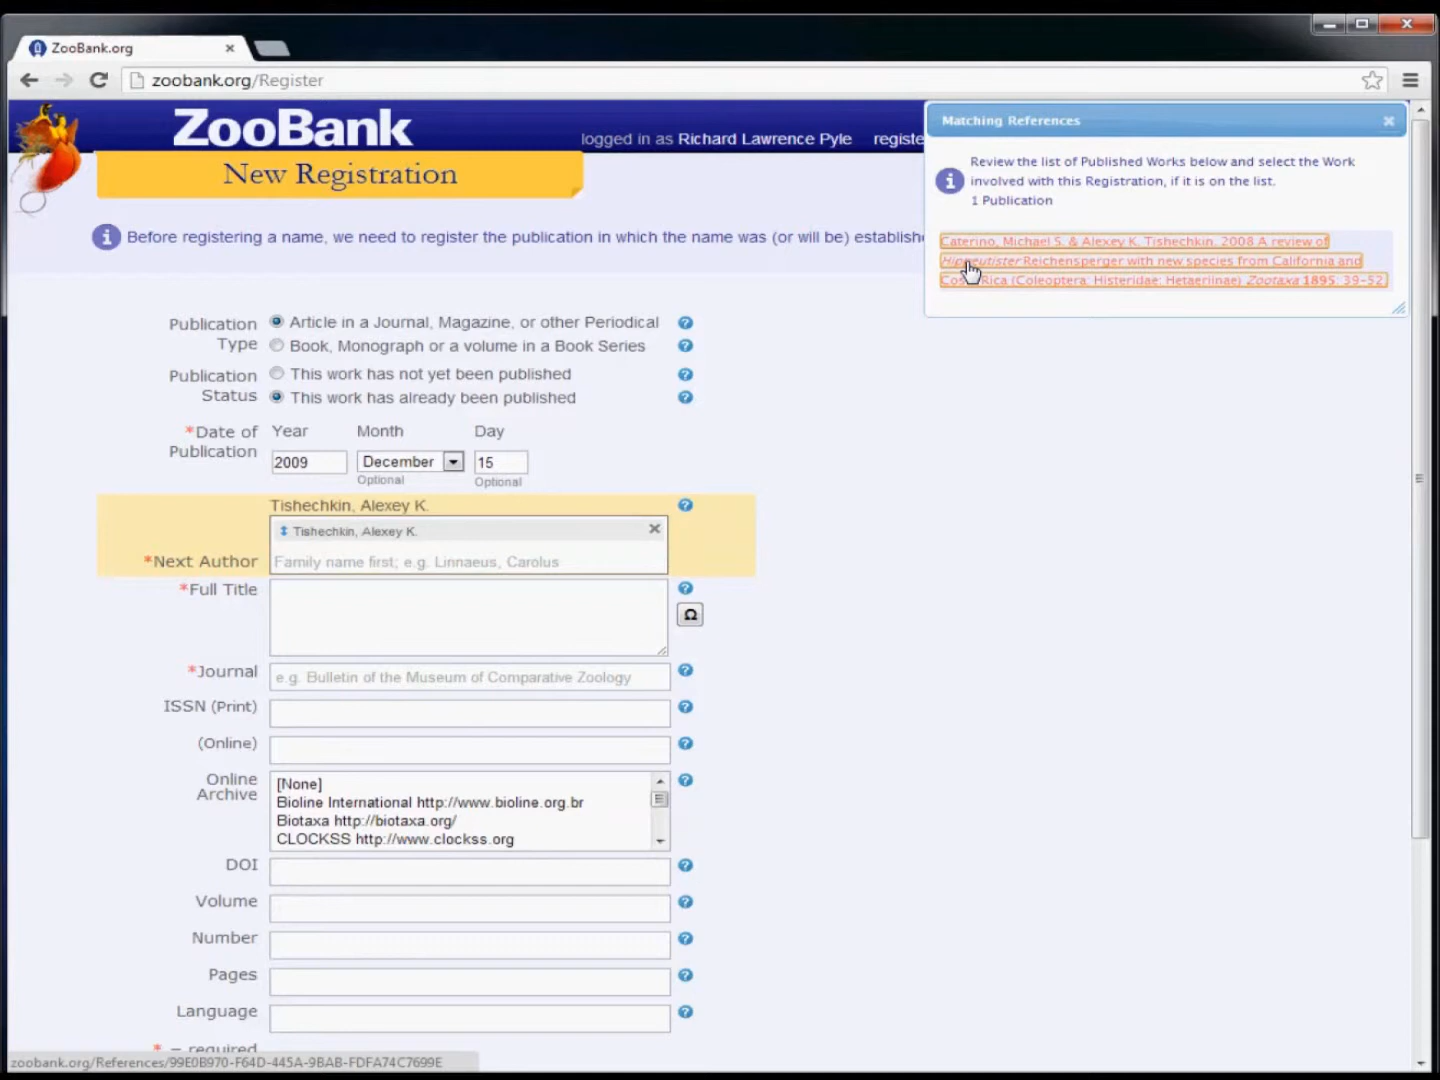 ZooBank.org
zoobank.org/Register
ZooBank
logged in as Richard Lawrence Pyle registe
New Registration
Before registering a name, we need to register the publication in which the name was (or will be) establish
Matching References
Review the list of Published Works below and select the Work
involved with this Registration, if it is on the list.
1 Publication
Caterino, Michael S. & Alexey K. Tishechkin. 2008 A review of
Reichensperger with new species from California and
Rica (Coleoptera: Histeridae: Hetaeriinae) Zootaxa 1895: 39–52.
Publication
Type
Article in a Journal, Magazine, or other Periodical
Book, Monograph or a volume in a Book Series
Publication
Status
This work has not yet been published
This work has already been published
*Date of
Publication
Year Month Day
2009 December 15
Optional Optional
Tishechkin, Alexey K.
Tishechkin, Alexey K.
*Next Author
Family name first; e.g. Linnaeus, Carolus
*Full Title
Ω
*Journal
e.g. Bulletin of the Museum of Comparative Zoology
ISSN (Print)
(Online)
Online
Archive
[None]
Bioline International http://www.bioline.org.br
Biotaxa http://biotaxa.org/
CLOCKSS http://www.clockss.org
DOI
Volume
Number
Pages
Language
* = required
zoobank.org/References/99E0B970-F64D-445A-9BAB-FDFA74C7699E